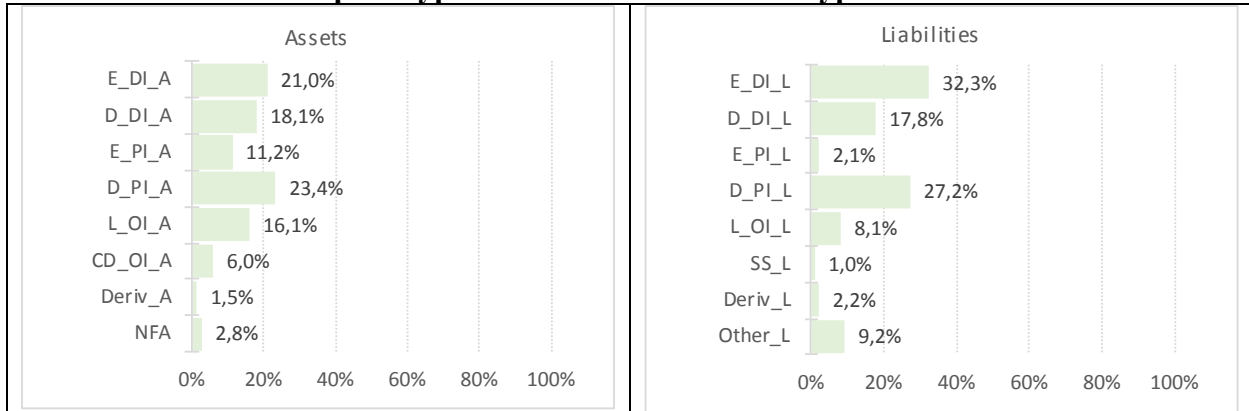 Assets
E_DI_A 21,0%
D_DI_A 18,1%
E_PI_A 11,2%
D_PI_A 23,4%
L_OI_A 16,1%
CD_OI_A 6,0%
Deriv_A 1,5%
NFA 2,8%
0% 20% 40% 60% 80% 100%
Liabilities
E_DI_L 32,3%
D_DI_L 17,8%
E_PI_L 2,1%
D_PI_L 27,2%
L_OI_L 8,1%
SS_L 1,0%
Deriv_L 2,2%
Other_L 9,2%
0% 20% 40% 60% 80% 100%